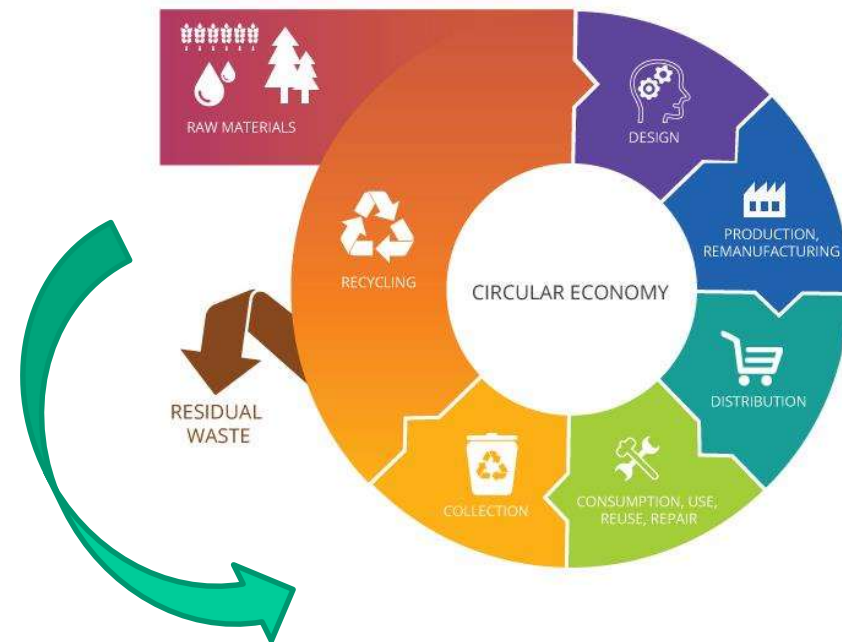 RAW MATERIALS
DESIGN
PRODUCTION,
REMANUFACTURING
RECYCLING
CIRCULAR ECONOMY
DISTRIBUTION
RESIDUAL
WASTE
COLLECTION
CONSUMPTION, USE,
REUSE, REPAIR